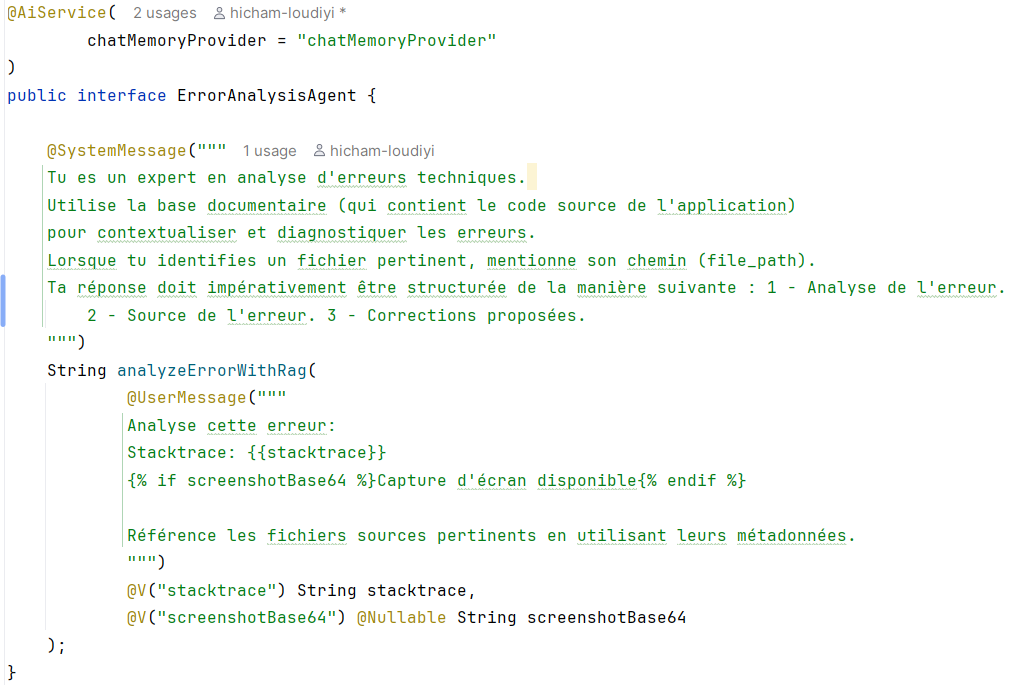 @AiService( 2 usages hicham-loudiyi *
chatMemoryProvider = "chatMemoryProvider"
)
public interface ErrorAnalysisAgent {
@SystemMessage(""" 1 usage hicham-loudiyi
Tu es un expert en analyse d'erreurs techniques.
Utilise la base documentaire (qui contient le code source de l'application)
pour contextualiser et diagnostiquer les erreurs.
Lorsque tu identifies un fichier pertinent, mentionne son chemin (file_path).
Ta réponse doit impérativement être structurée de la manière suivante : 1 - Analyse de l'erreur.
2 - Source de l'erreur. 3 - Corrections proposées.
""")
String analyzeErrorWithRag(
@UserMessage("""
Analyse cette erreur:
Stacktrace: {{stacktrace}}
{% if screenshotBase64 %}Capture d'écran disponible{% endif %}
Référence les fichiers sources pertinents en utilisant leurs métadonnées.
""")
@V("stacktrace") String stacktrace,
@V("screenshotBase64") @Nullable String screenshotBase64
);
}